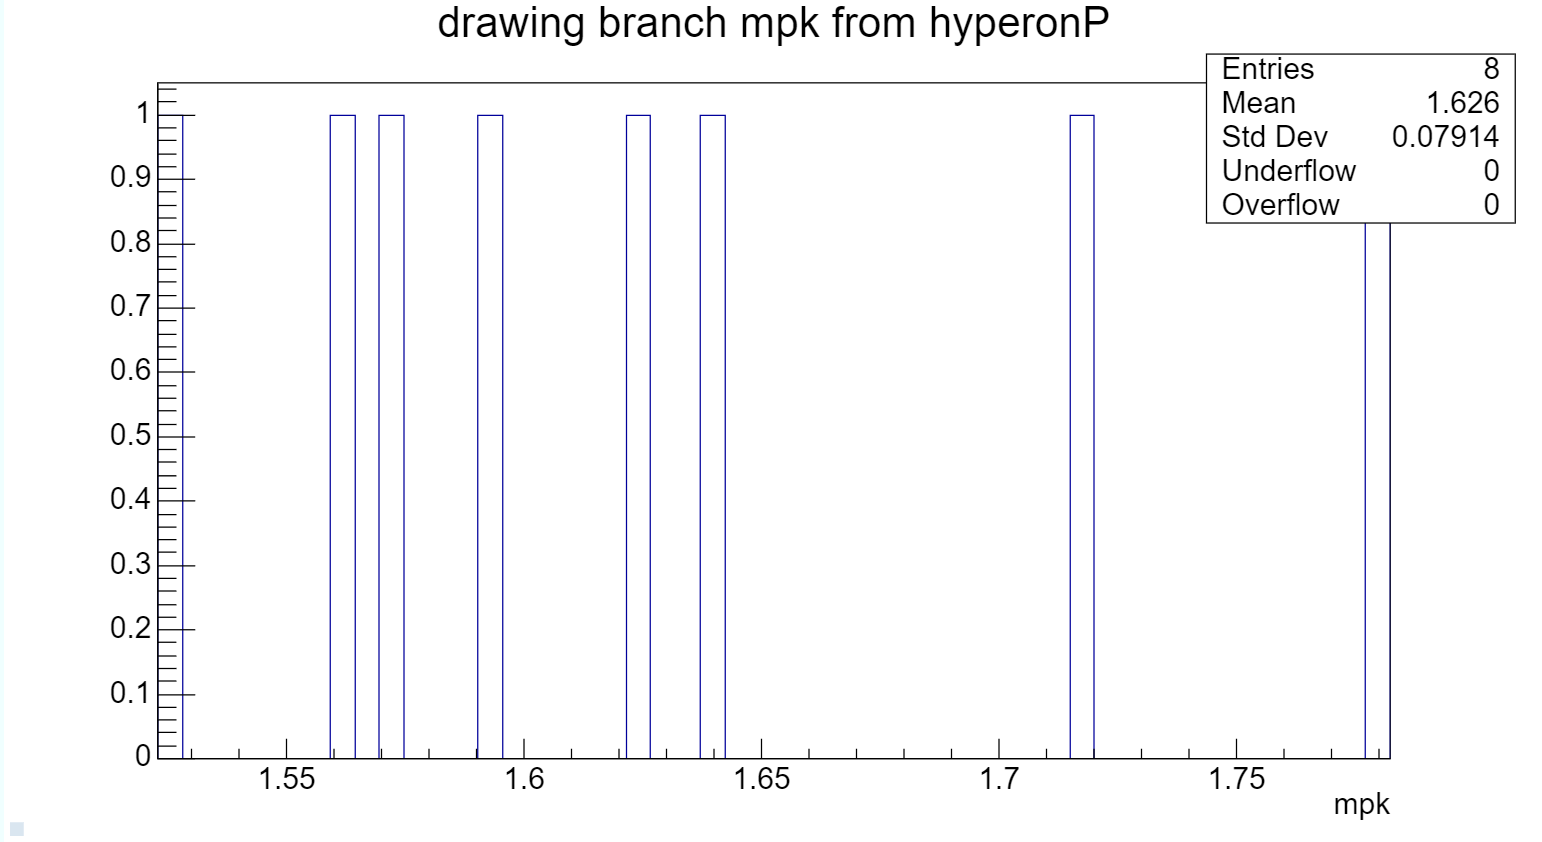 drawing branch mpk from hyperonP
Entries 8
Mean 1.626
Std Dev 0.07914
Underflow 0
Overflow 0
1
0.9
0.8
0.7
0.6
0.5
0.4
0.3
0.2
0.1
0
1.55 1.6 1.65 1.7 1.75
mpk